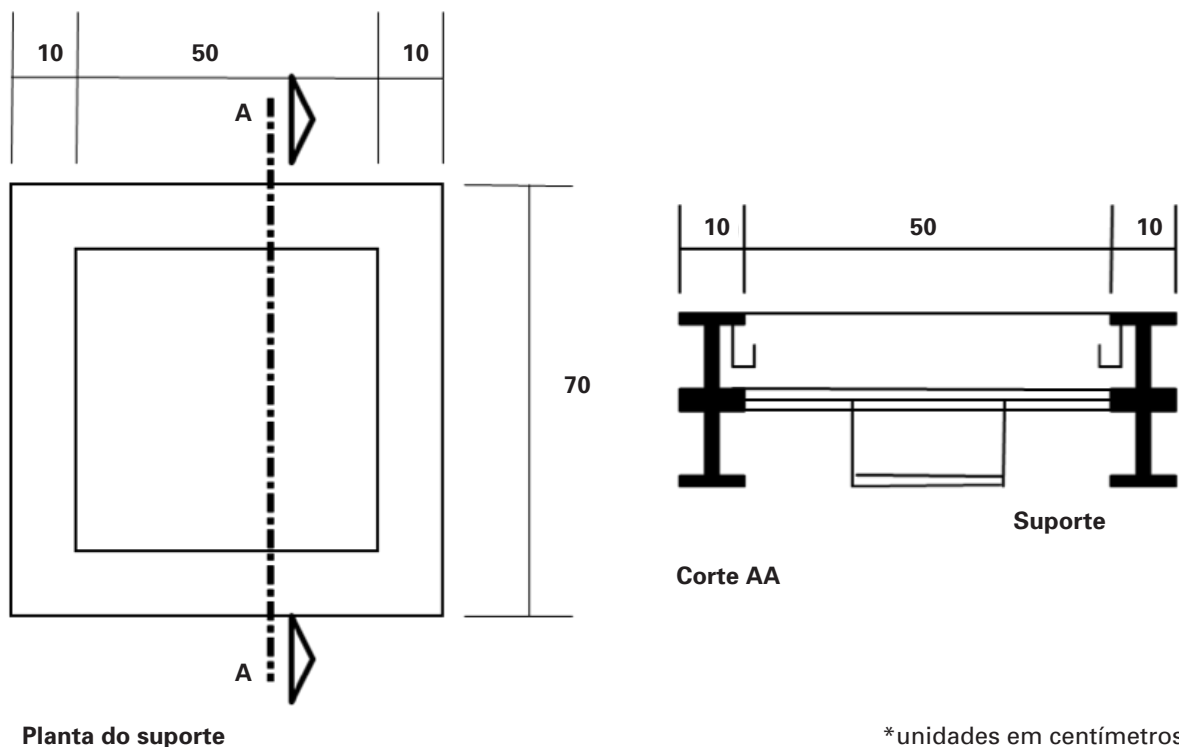 10 50 10
A
70
A
Planta do suporte
10 50 10
Suporte
Corte AA
*unidades em centímetros